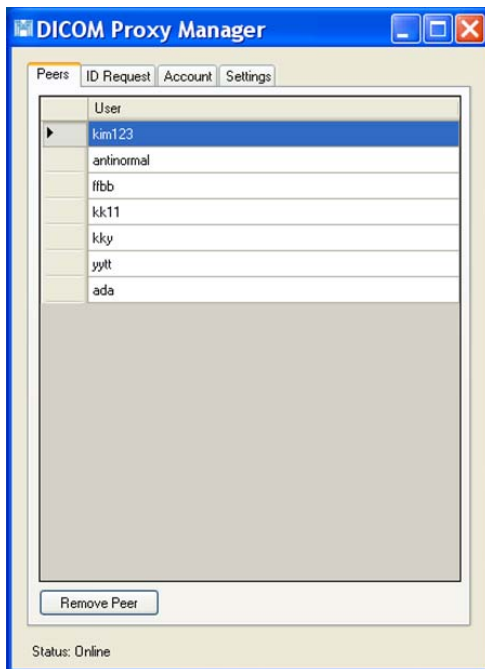 DICOM Proxy Manager
Peers ID Request Account Settings
User
kim123
antinormal
ffbb
kk11
kky
yytt
ada
Remove Peer
Status: Online